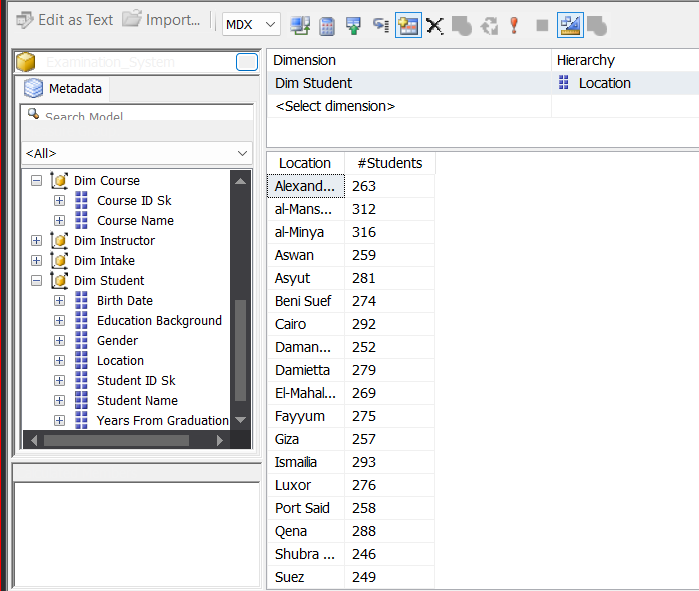 Edit as Text Import... MDX
Examination_System
Metadata
Search Model
<All>
Dim Course
Course ID Sk
Course Name
Dim Instructor
Dim Intake
Dim Student
Birth Date
Education Background
Gender
Location
Student ID Sk
Student Name
Years From Graduation
Dimension Hierarchy
Dim Student Location
<Select dimension>
Location #Students
Alexand... 263
al-Mans... 312
al-Minya 316
Aswan 259
Asyut 281
Beni Suef 274
Cairo 292
Daman... 252
Damietta 279
El-Mahal... 269
Fayyum 275
Giza 257
Ismailia 293
Luxor 276
Port Said 258
Qena 288
Shubra ... 246
Suez 249